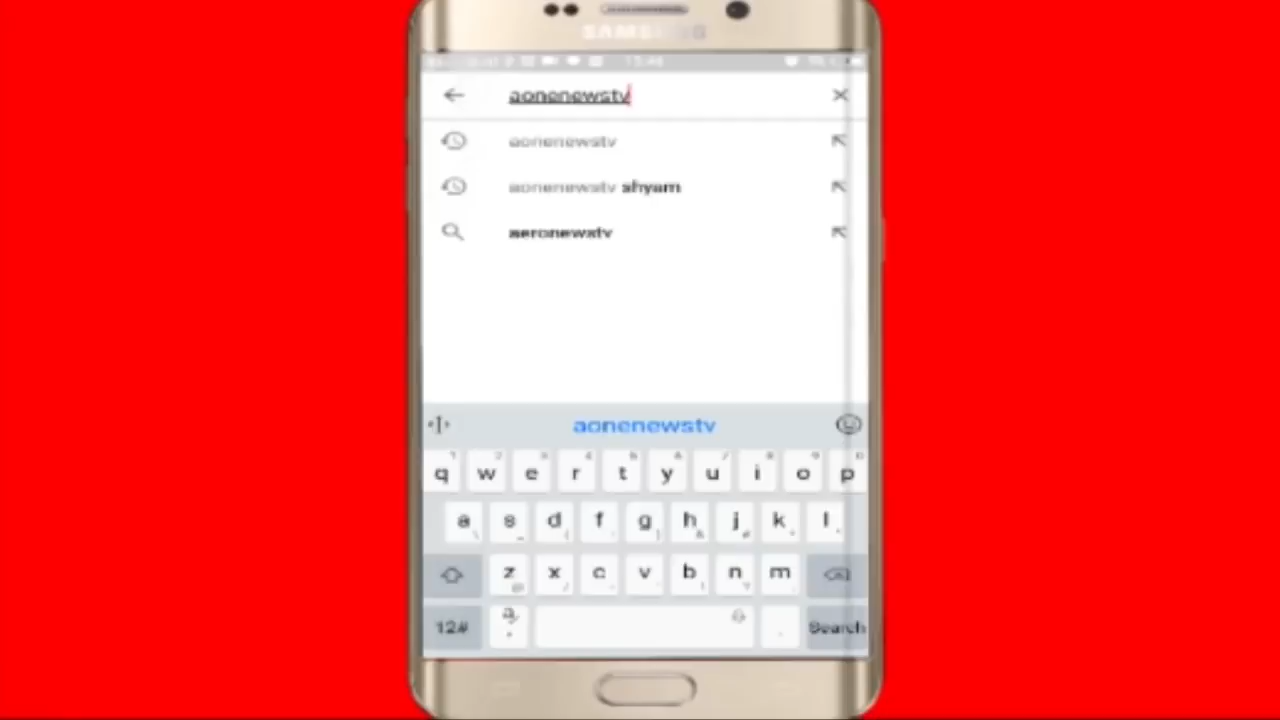 SAMSUNG
aonenewstv
aonenewstv
aonenewstv shyam
aeronewstv
aonenewstv
q w e r t y u i o p
a s d f g h j k l
z x c v b n m
12# Search